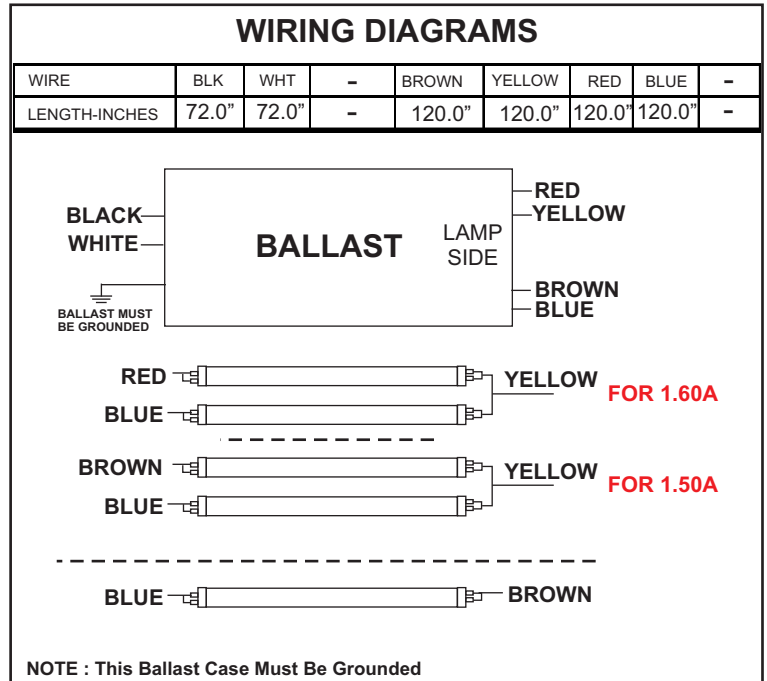 WIRING DIAGRAMS
WIRE BLK WHT - BROWN YELLOW RED BLUE -
LENGTH-INCHES 72.0” 72.0” - 120.0” 120.0” 120.0” 120.0” -
BLACK
WHITE
BALLAST MUST
BE GROUNDED
BALLAST
LAMP
SIDE
RED
YELLOW
BROWN
BLUE
RED
BLUE
YELLOW
FOR 1.60A
BROWN
BLUE
YELLOW
FOR 1.50A
BLUE
BROWN
NOTE : This Ballast Case Must Be Grounded